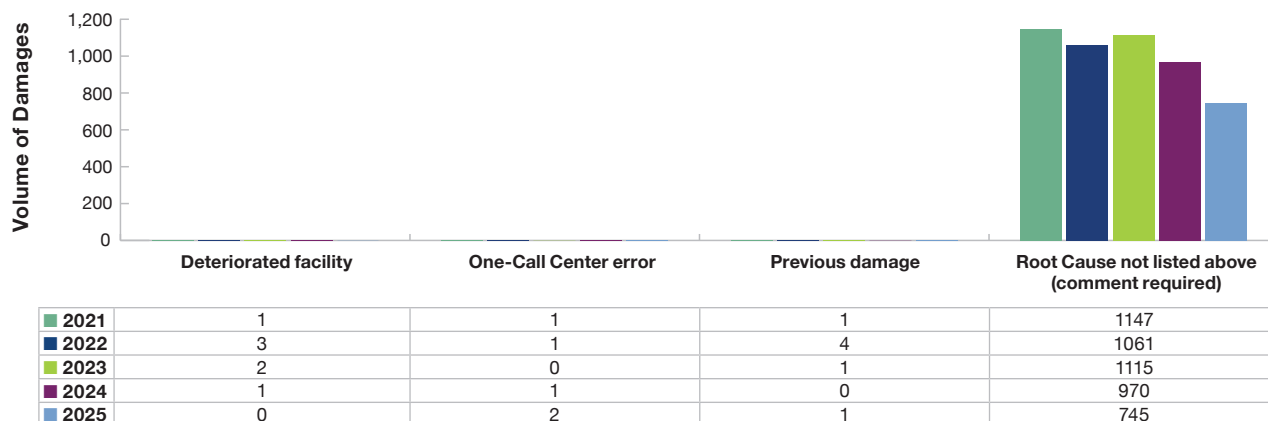 Volume of Damages
1,200
1,000
800
600
400
200
0
Deteriorated facility
One-Call Center error
Previous damage
Root Cause not listed above
(comment required)
2021 1 1 1 1147
2022 3 1 4 1061
2023 2 0 1 1115
2024 1 1 0 970
2025 0 2 1 745